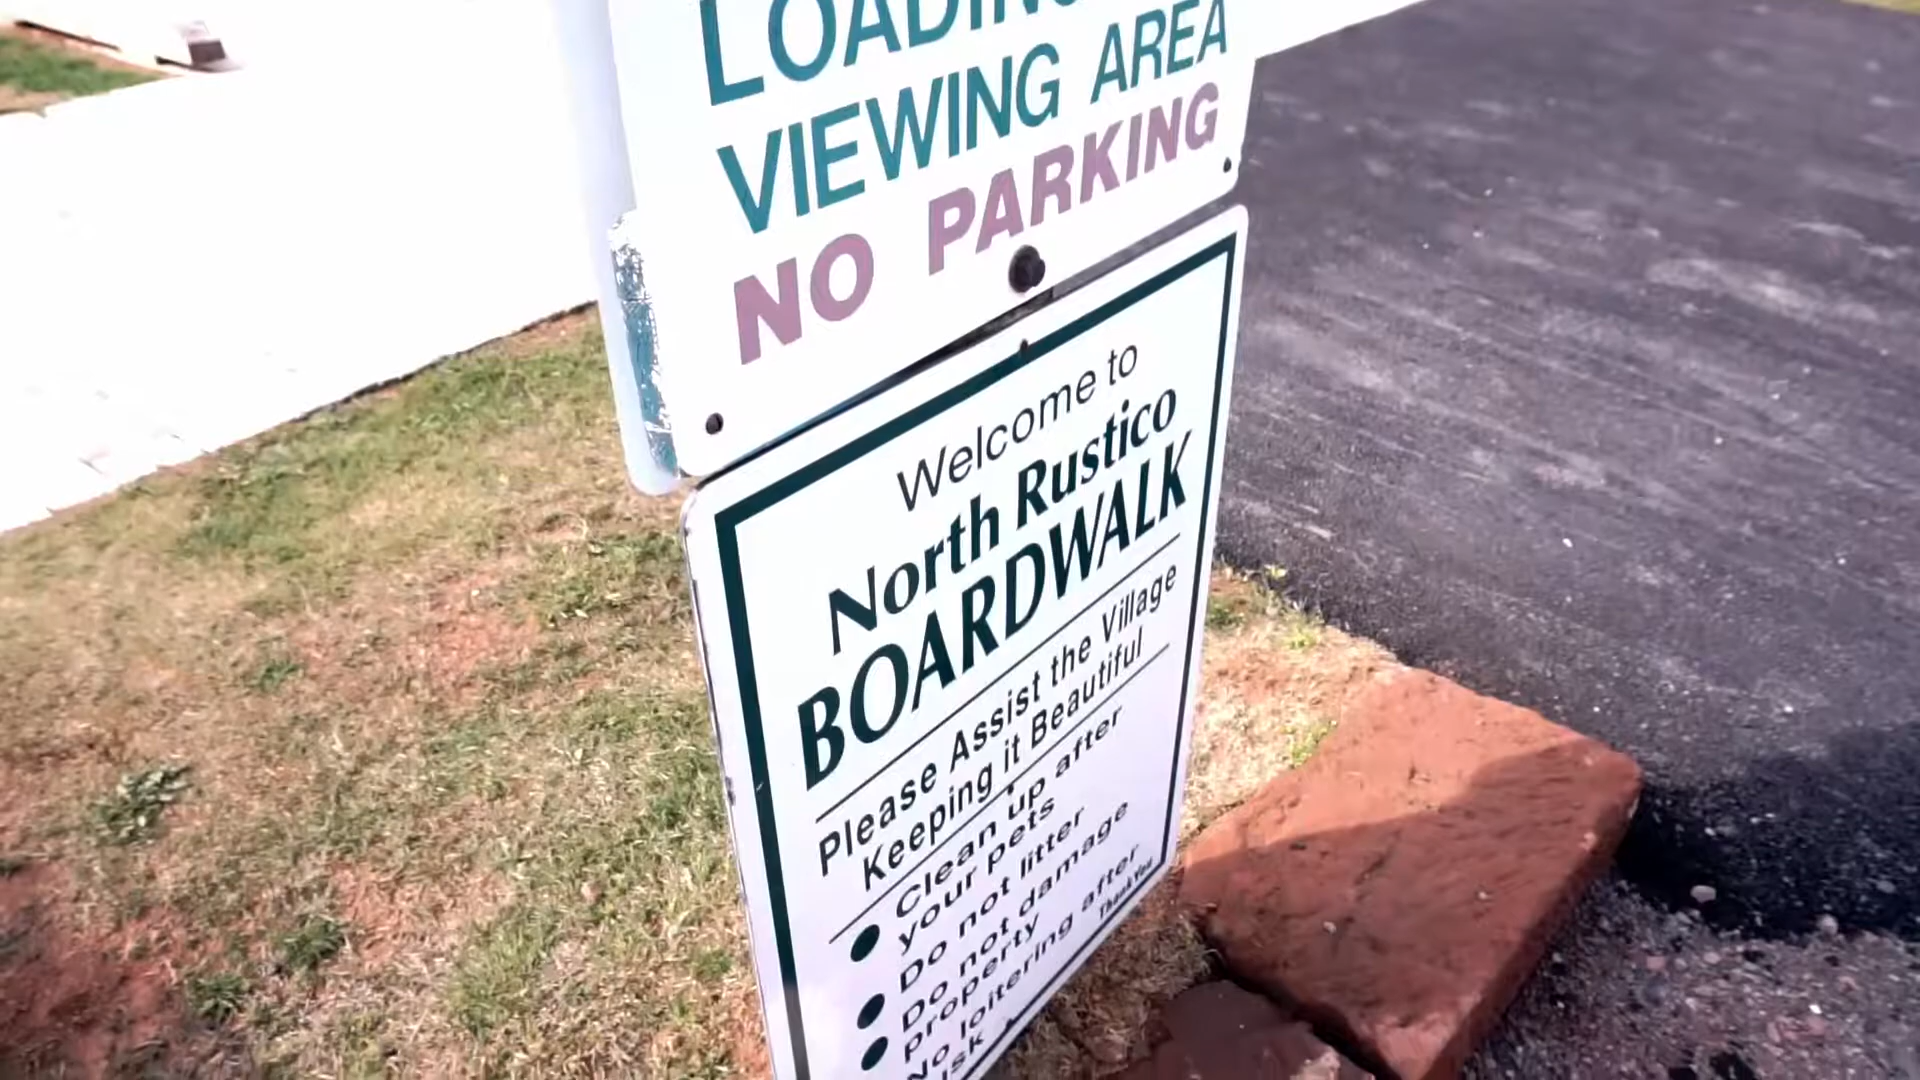 LOADING
VIEWING AREA
NO PARKING
Welcome to
North Rustico
BOARDWALK
Please Assist the Village
Keeping it Beautiful
● Clean up after
your pets
● Do not litter
● Do not damage
property
No loitering after
Thank You